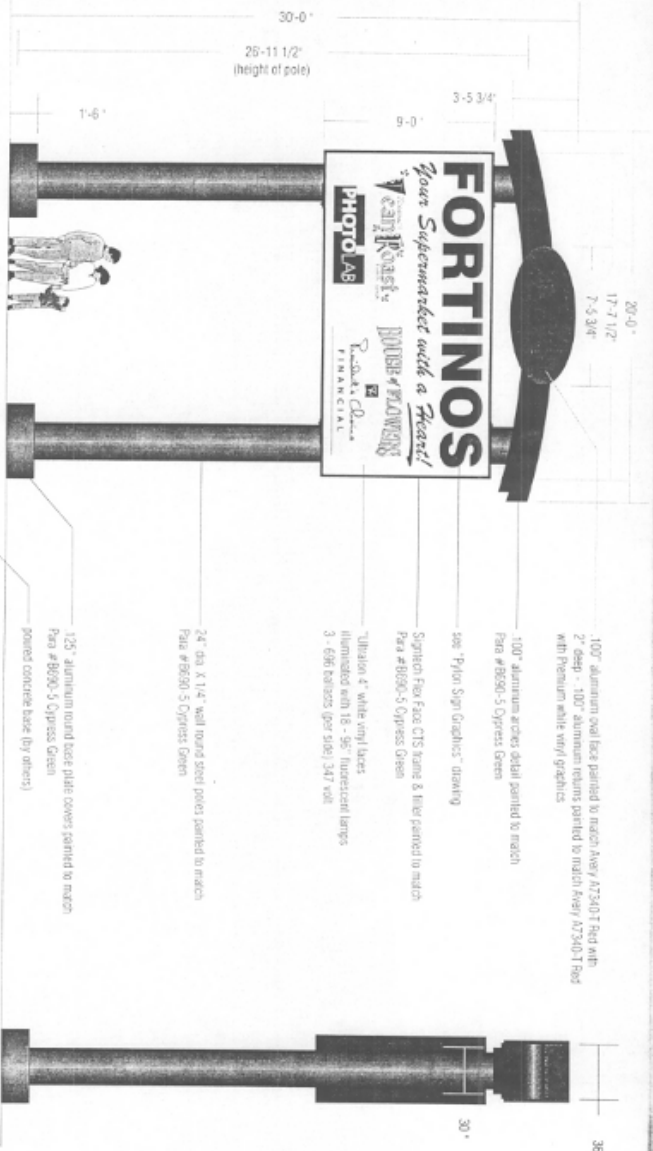 30'-0"
26'-11 1/2"
(height of pole)
1'-6"
9'-0"
3'-5 3/4"
20'-0"
17'-7 1/2"
7'-5 3/4"
FORTINOS
Your Supermarket with a Heart!
PHOTOLAB
HOUSE of FLOWERS
President's Choice
FINANCIAL
.100" aluminum oval face painted to match Avery A7340-T Red with
2" deep - .100" aluminum returns painted to match Avery A7340-T Red
with Premium white vinyl graphics
.100" aluminum arches detail painted to match
Para #B690-5 Cypress Green
see "Pylon Sign Graphics" drawing
Signtech Flex Face CTS frame & filler painted to match
Para #B690-5 Cypress Green
"Ultralon 4" white vinyl faces
illuminated with 18 - 96" fluorescent lamps
3 - 696 ballasts (per side) 347 volt
24" dia. X 1/4" wall round steel poles painted to match
Para #B690-5 Cypress Green
.125" aluminum round base plate covers painted to match
Para #B690-5 Cypress Green
poured concrete base (by others)
30"